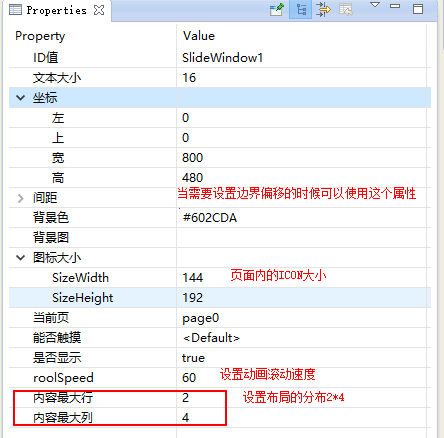 Properties
Property Value
ID值 SlideWindow1
文本大小 16
坐标
左 0
上 0
宽 800
高 480
间距 当需要设置边界偏移的时候可以使用这个属性
背景色 #602CDA
背景图
图标大小
SizeWidth 144 页面内的ICON大小
SizeHeight 192
当前页 page0
能否触摸 <Default>
是否显示 true
roolSpeed 60 设置动画滚动速度
内容最大行 2 设置布局的分布2*4
内容最大列 4